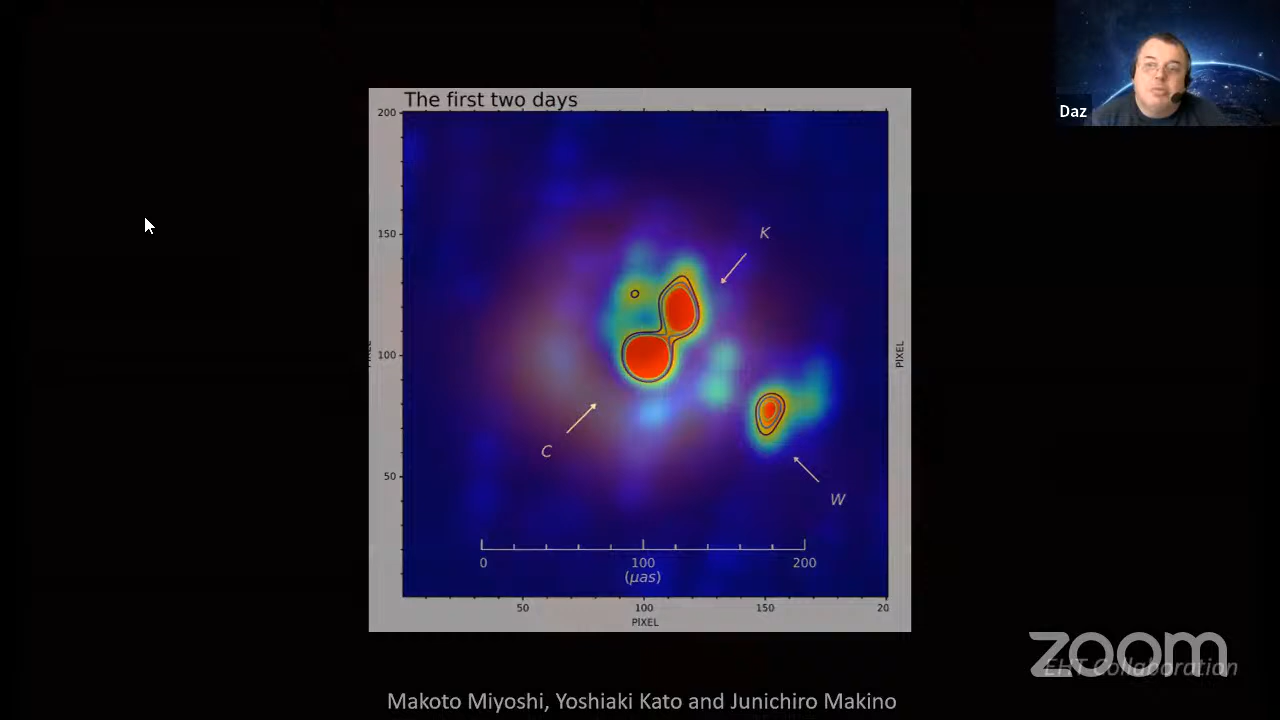 Daz
The first two days
200
150
100
50
K
C
W
0 100 200
(μas)
50 100 150 20
PIXEL
PIXEL
zoom
EHT Collaboration
Makoto Miyoshi, Yoshiaki Kato and Junichiro Makino